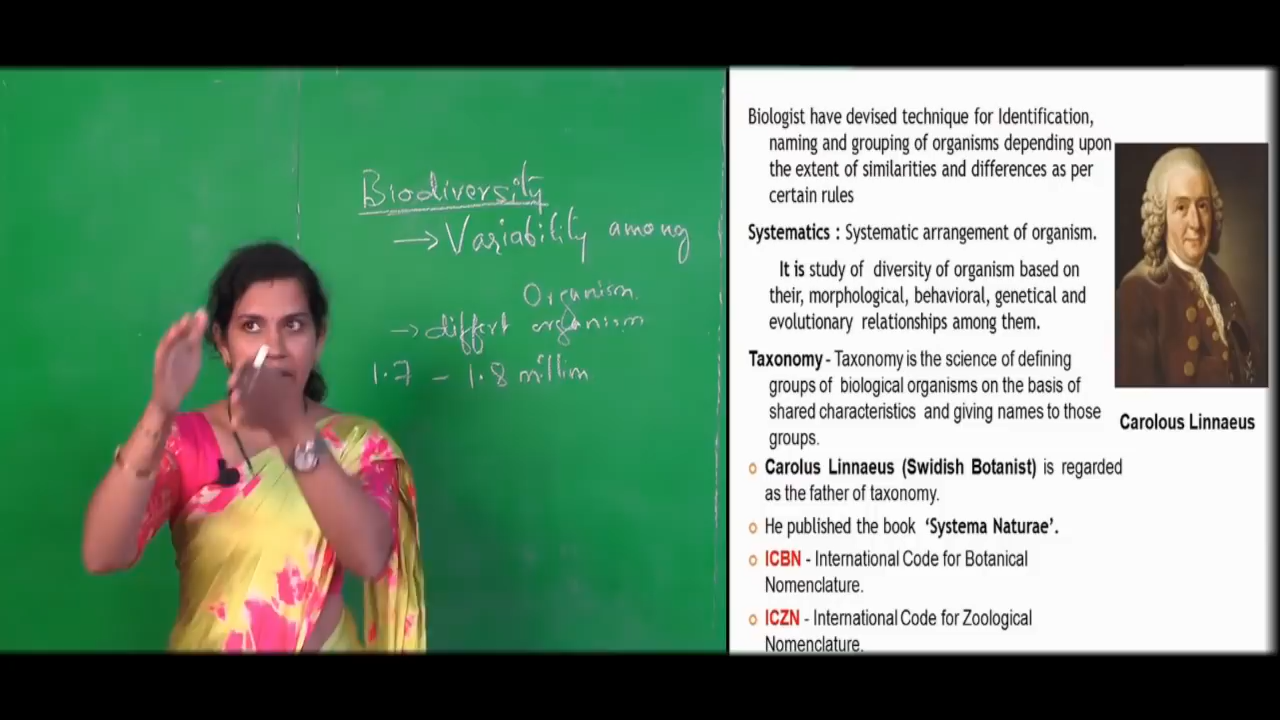 Biodiversity
→ Variability among
Organism.
→ differt organism
1.7 – 1.8 million
Biologist have devised technique for Identification,
naming and grouping of organisms depending upon
the extent of similarities and differences as per
certain rules
Systematics : Systematic arrangement of organism.
It is study of diversity of organism based on
their, morphological, behavioral, genetical and
evolutionary relationships among them.
Taxonomy - Taxonomy is the science of defining
groups of biological organisms on the basis of
shared characteristics and giving names to those
groups.
Carolous Linnaeus
Carolus Linnaeus (Swidish Botanist) is regarded
as the father of taxonomy.
He published the book ‘Systema Naturae’.
ICBN - International Code for Botanical
Nomenclature.
ICZN - International Code for Zoological
Nomenclature.